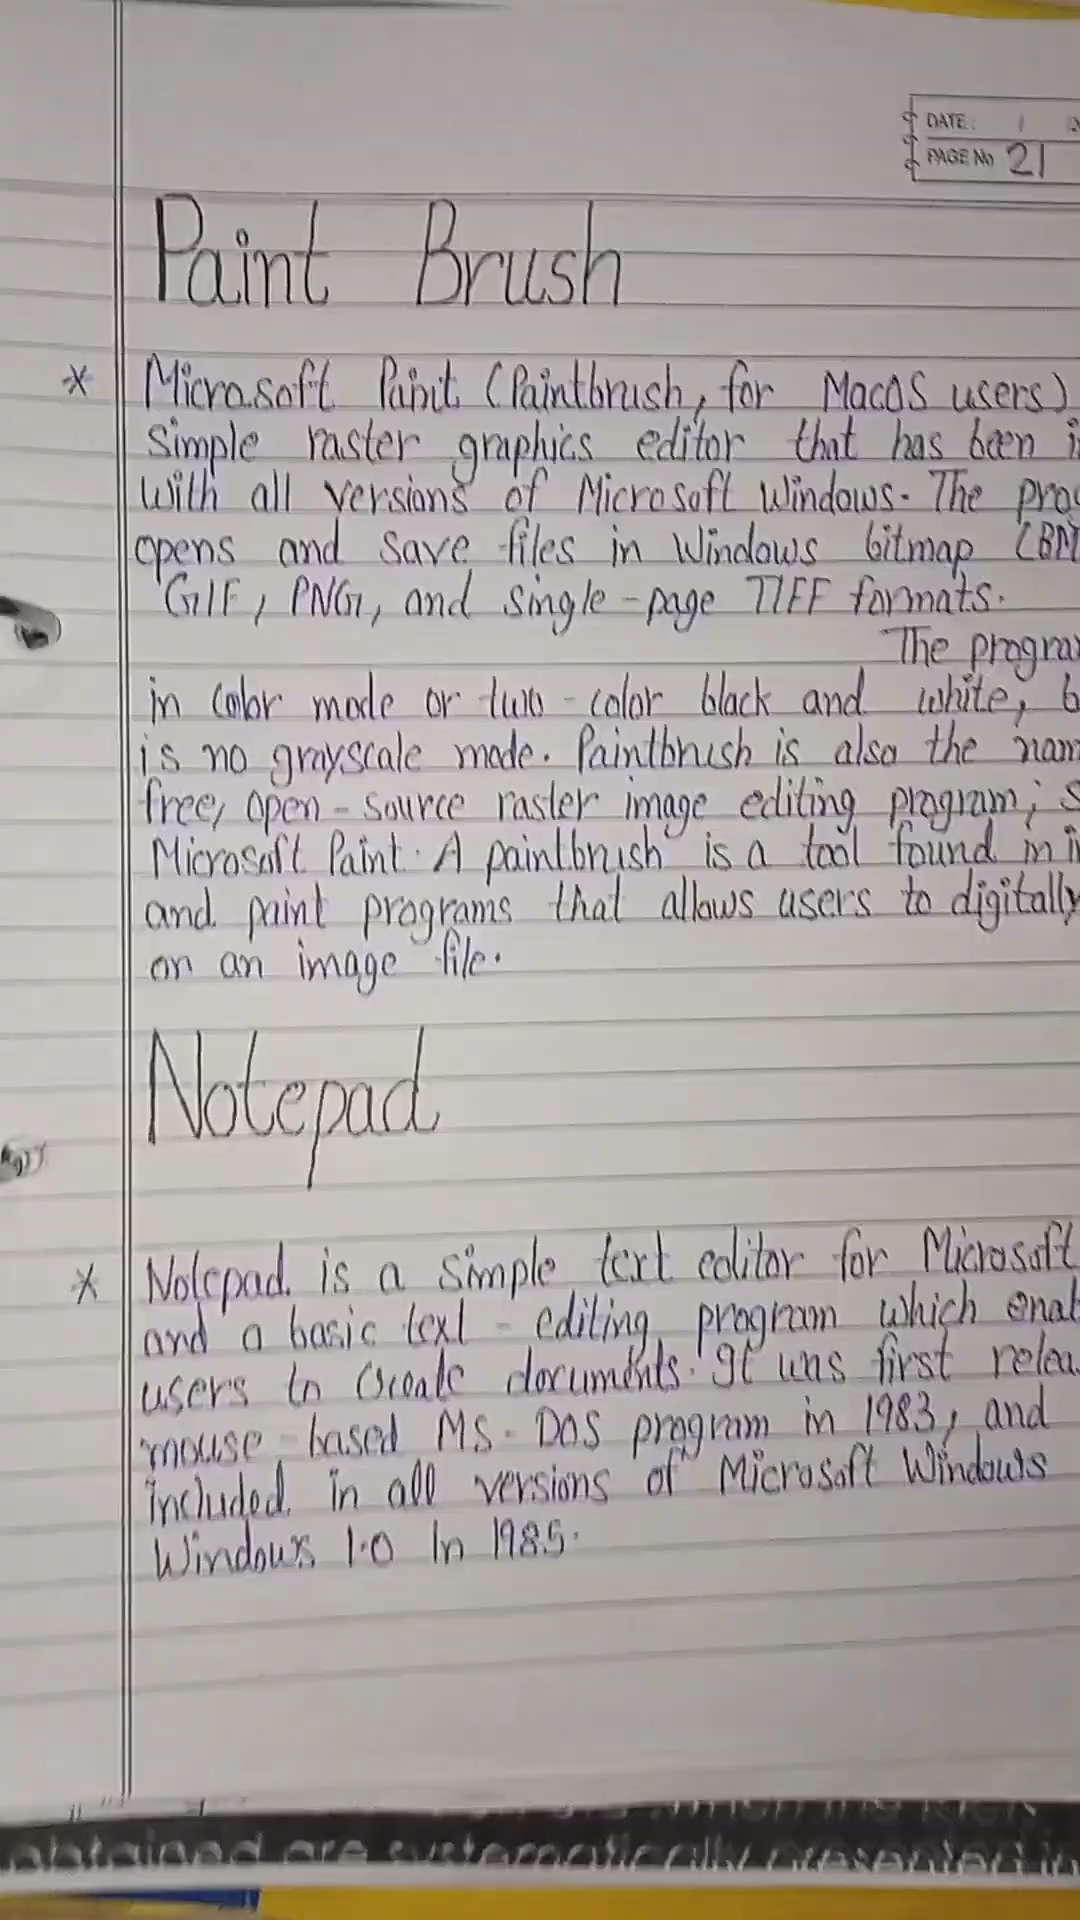 DATE:
PAGE No 21
Paint Brush
* Microsoft Paint (Paintbrush, for MacOS users)
simple raster graphics editor that has been
with all versions of Microsoft Windows. The
opens and save files in Windows bitmap
GIF, PNG, and single-page TIFF formats.
The
in color mode or two-color black and white,
is no grayscale mode. Paintbrush is also the
free, open-source raster image editing program,
Microsoft Paint. A paintbrush is a tool found in
and paint programs that allows users to digitally
on an image file.
Notepad
* Notepad is a simple text editor for Microsoft
and a basic text-editing program which
users to create documents. It was first
mouse-based MS-DOS program in 1983, and
included in all versions of Microsoft Windows
Windows 1.0 In 1985.
obtained are systematically presented in